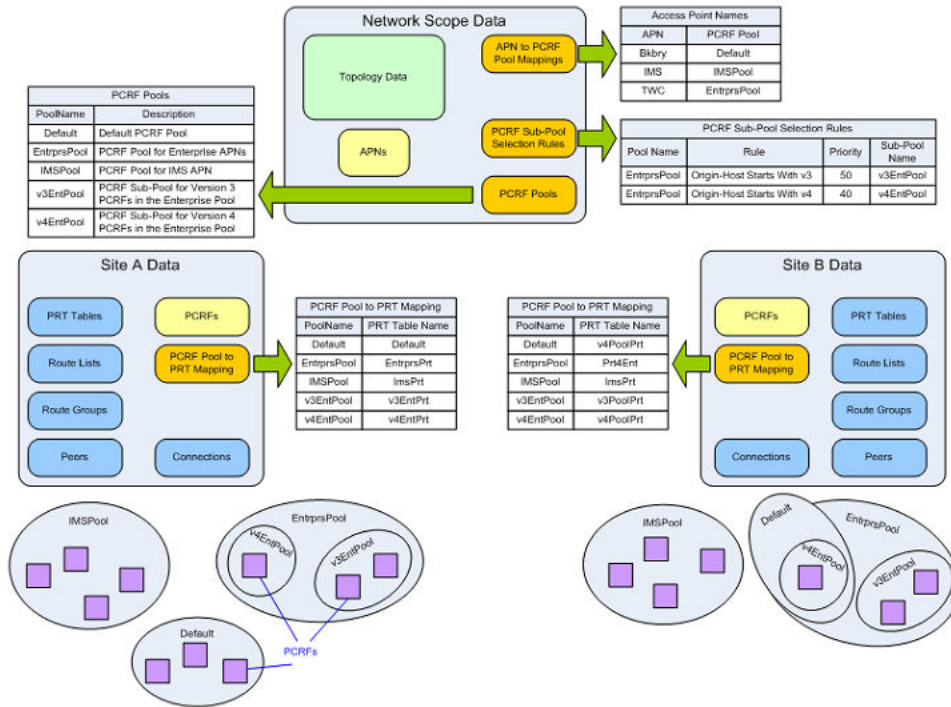 Network Scope Data
Topology Data
APN to PCRF
Pool Mappings
APNs
PCRF Sub-Pool
Selection Rules
PCRF Pools
Access Point Names
APN PCRF Pool
Bkbry Default
IMS IMSPool
TWC EntrprsPool
PCRF Pools
PoolName Description
Default Default PCRF Pool
EntrprsPool PCRF Pool for Enterprise APNs
IMSPool PCRF Pool for IMS APN
v3EntPool PCRF Sub-Pool for Version 3
PCRFs in the Enterprise Pool
v4EntPool PCRF Sub-Pool for Version 4
PCRFs in the Enterprise Pool
PCRF Sub-Pool Selection Rules
Pool Name Rule Priority Sub-Pool
Name
EntrprsPool Origin-Host Starts With v3 50 v3EntPool
EntrprsPool Origin-Host Starts With v4 40 v4EntPool
Site A Data
PRT Tables
PCRFs
Route Lists
PCRF Pool to
PRT Mapping
Route Groups
Peers
Connections
PCRF Pool to PRT Mapping
PoolName PRT Table Name
Default Default
EntrprsPool EntrprsPrt
IMSPool ImsPrt
v3EntPool v3EntPrt
v4EntPool v4EntPrt
PCRF Pool to PRT Mapping
PoolName PRT Table Name
Default v4PoolPrt
EntrprsPool Prt4Ent
IMSPool ImsPrt
v3EntPool v3PoolPrt
v4EntPool v4PoolPrt
Site B Data
PCRFs
PRT Tables
PCRF Pool to
PRT Mapping
Route Lists
Route Groups
Connections
Peers
IMSPool
EntrprsPool
v4EntPool
v3EntPool
Default
PCRFs
IMSPool
Default
EntrprsPool
v4EntPool
v3EntPool